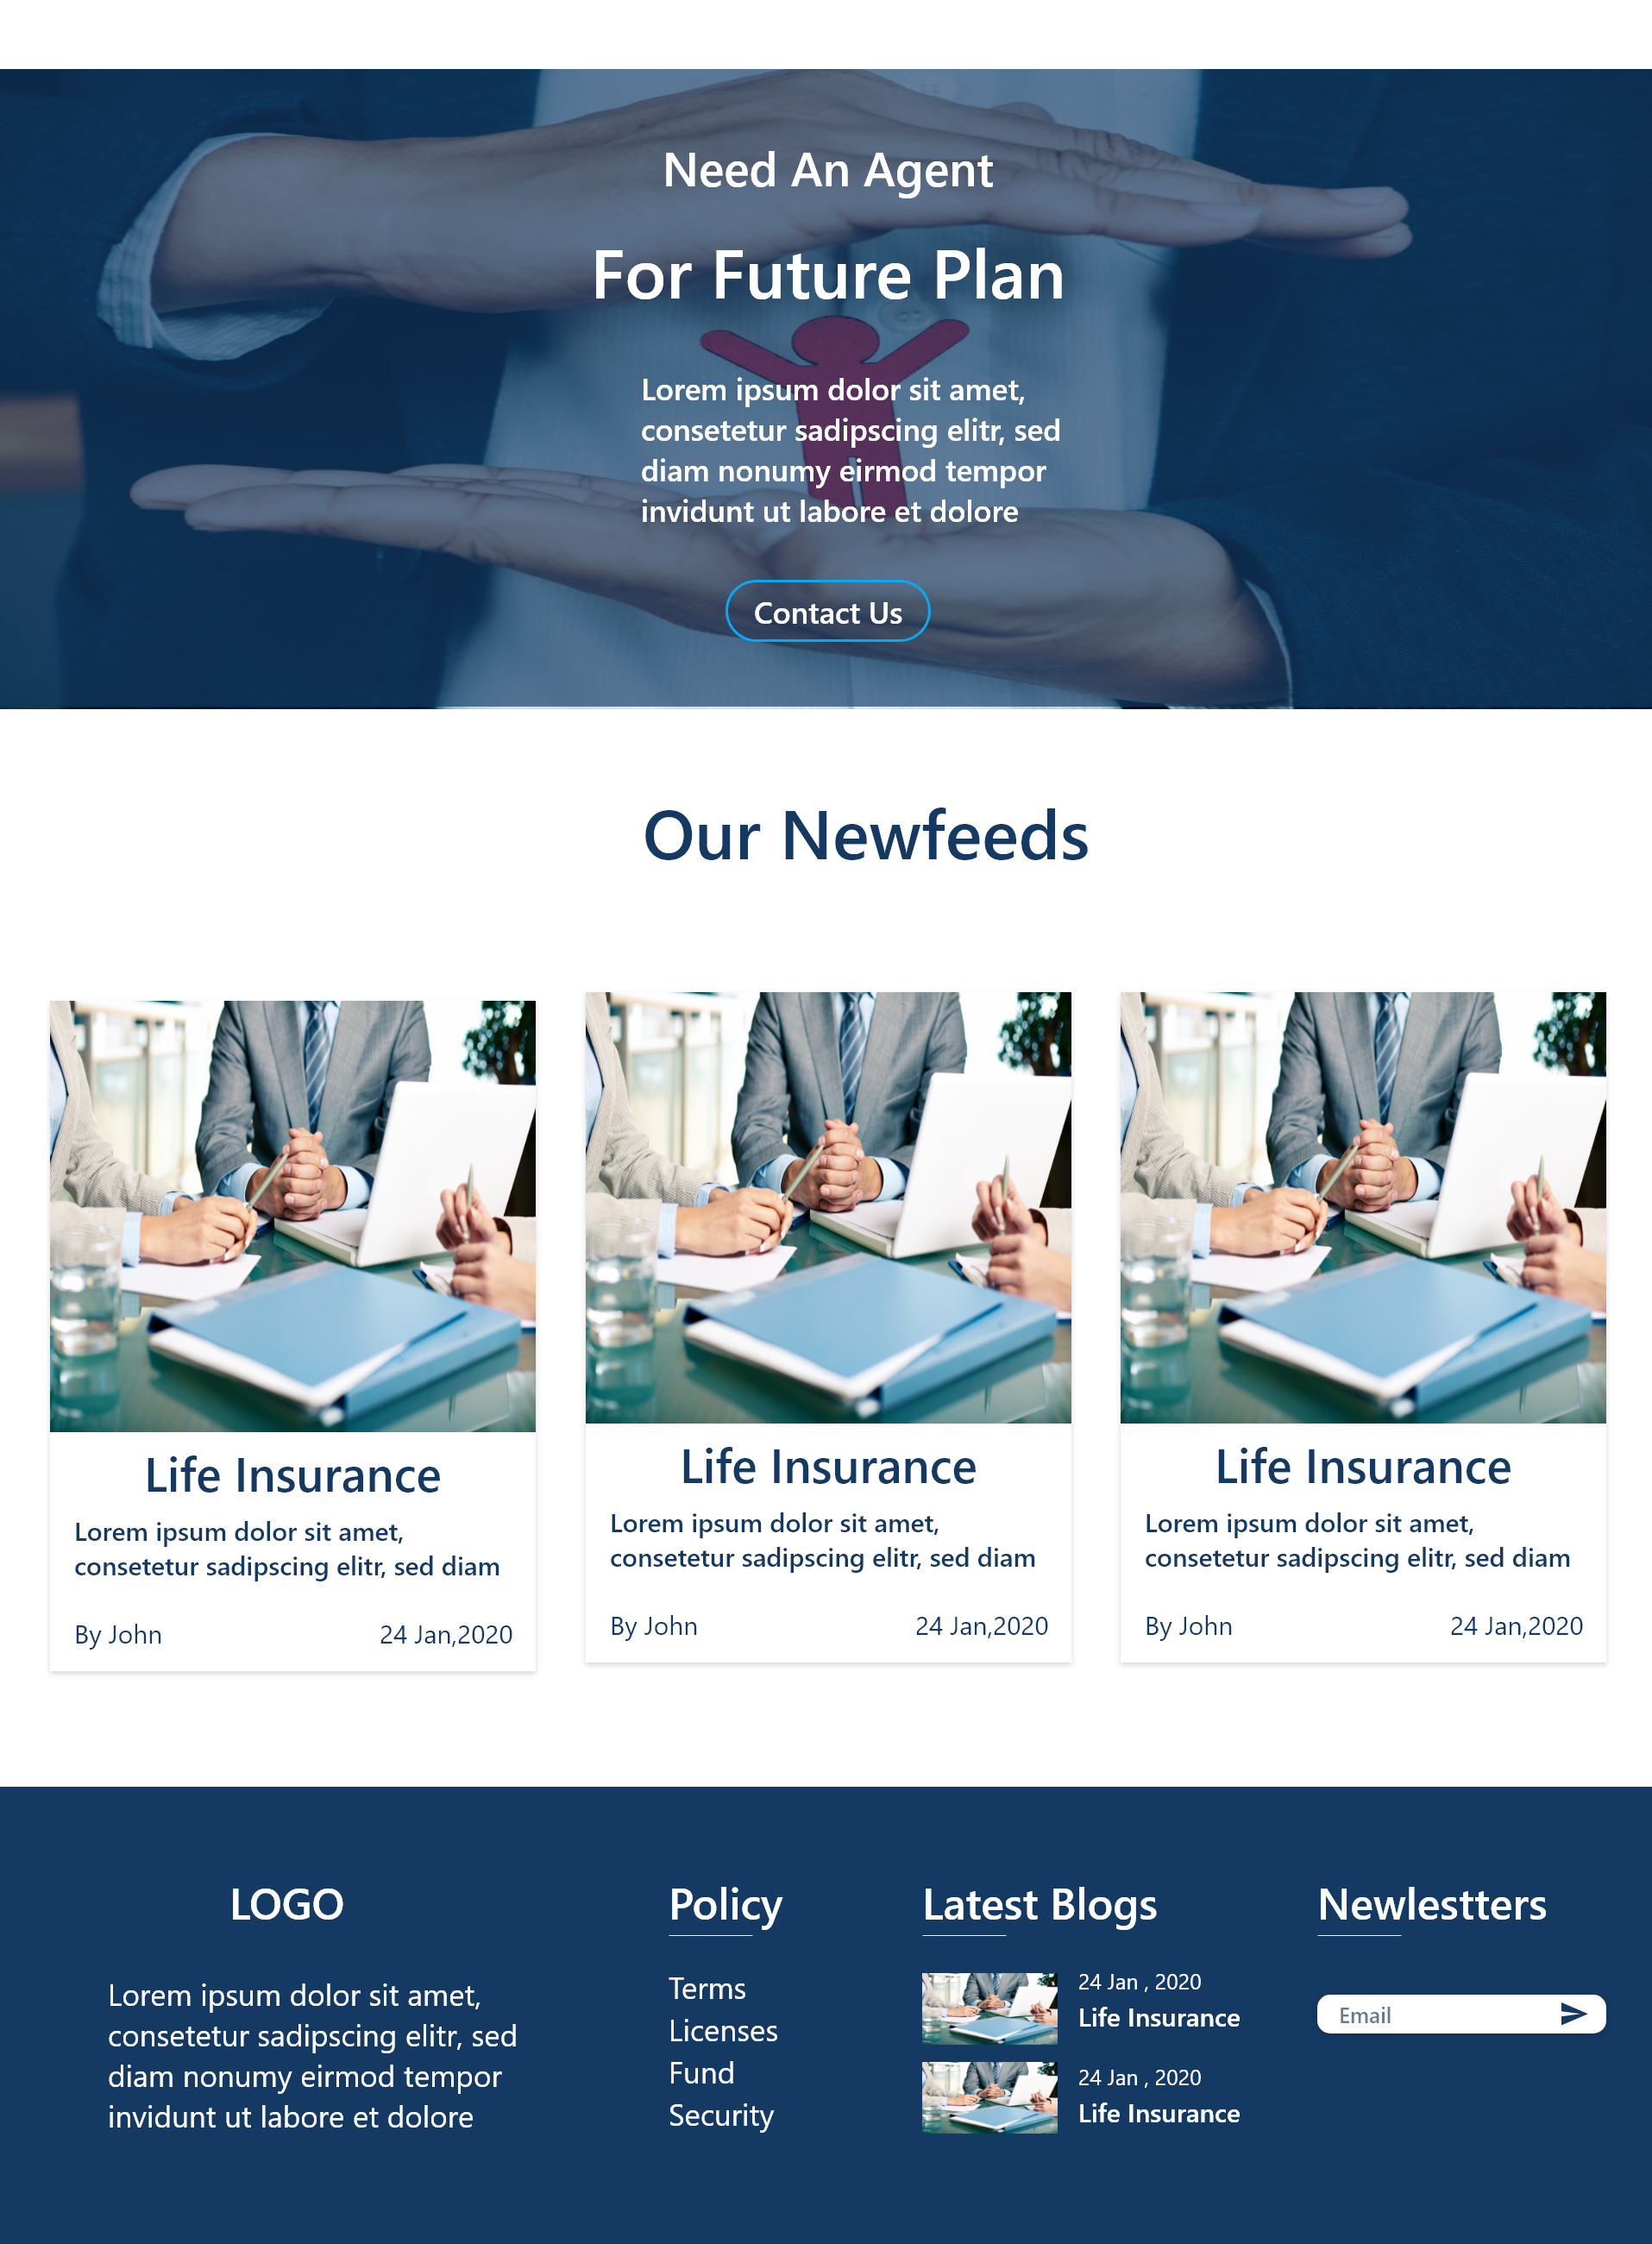 Need An Agent
For Future Plan
Lorem ipsum dolor sit amet,
consetetur sadipscing elitr, sed
diam nonumy eirmod tempor
invidunt ut labore et dolore
Contact Us
Our Newfeeds
Life Insurance
Lorem ipsum dolor sit amet,
consetetur sadipscing elitr, sed diam
By John 24 Jan,2020
Life Insurance
Lorem ipsum dolor sit amet,
consetetur sadipscing elitr, sed diam
By John 24 Jan,2020
Life Insurance
Lorem ipsum dolor sit amet,
consetetur sadipscing elitr, sed diam
By John 24 Jan,2020
LOGO
Lorem ipsum dolor sit amet,
consetetur sadipscing elitr, sed
diam nonumy eirmod tempor
invidunt ut labore et dolore
Policy
Terms
Licenses
Fund
Security
Latest Blogs
24 Jan , 2020
Life Insurance
24 Jan , 2020
Life Insurance
Newlestters
Email